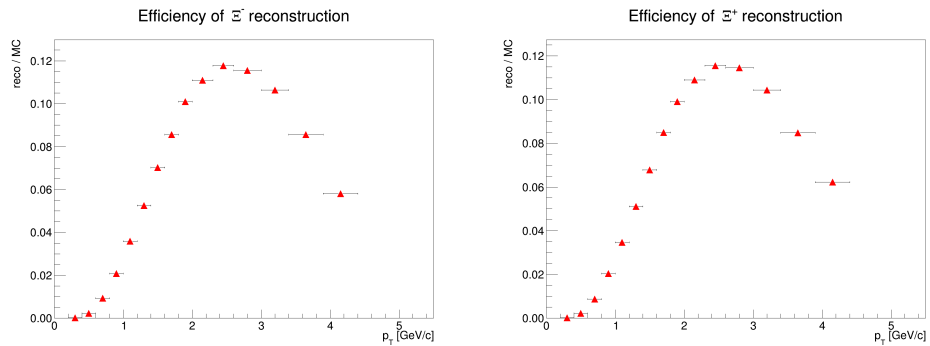 Efficiency of Ξ⁻ reconstruction
reco / MC
0.12
0.10
0.08
0.06
0.04
0.02
0.00
0 1 2 3 4 5
p_T [GeV/c]
Efficiency of Ξ⁺ reconstruction
reco / MC
0.12
0.10
0.08
0.06
0.04
0.02
0.00
0 1 2 3 4 5
p_T [GeV/c]